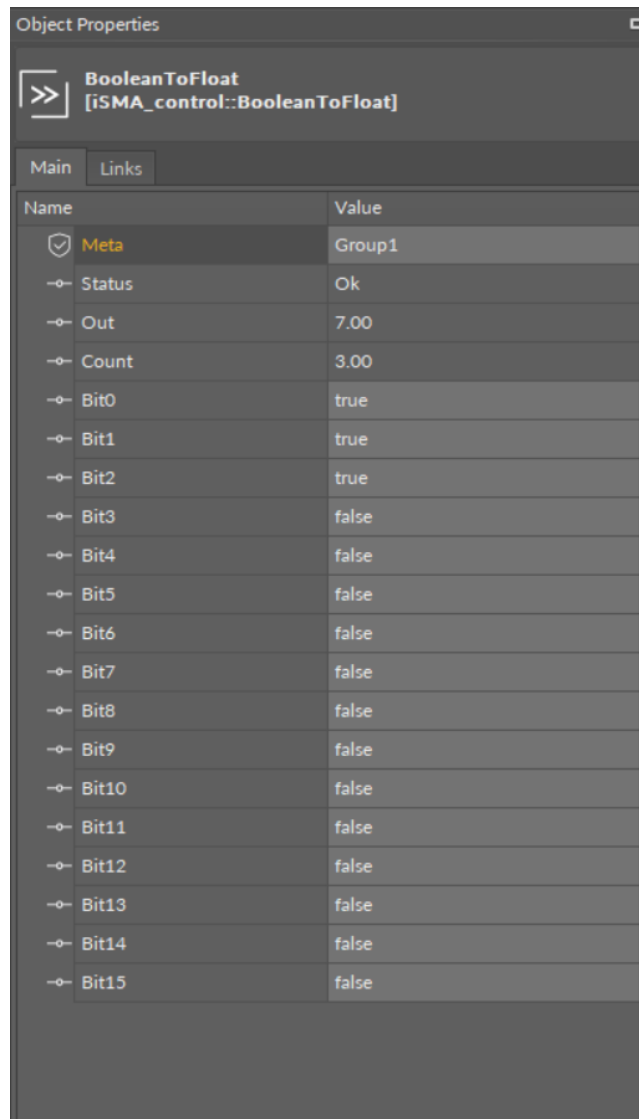 Object Properties
BooleanToFloat
[iSMA_control::BooleanToFloat]
Main Links
Name Value
Meta Group1
Status Ok
Out 7.00
Count 3.00
Bit0 true
Bit1 true
Bit2 true
Bit3 false
Bit4 false
Bit5 false
Bit6 false
Bit7 false
Bit8 false
Bit9 false
Bit10 false
Bit11 false
Bit12 false
Bit13 false
Bit14 false
Bit15 false